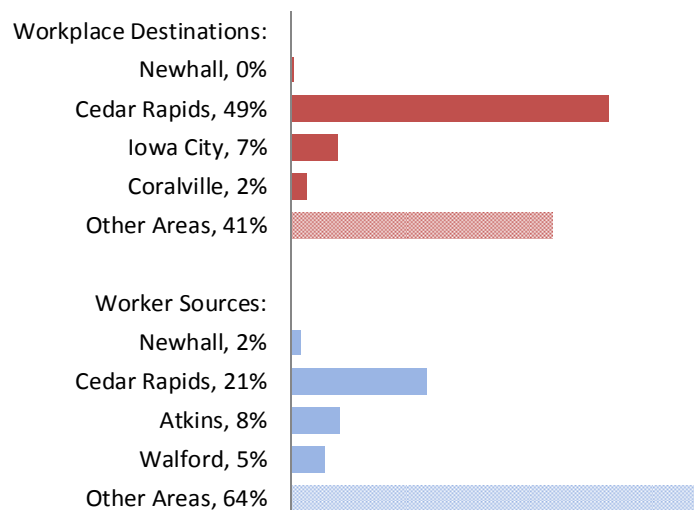 Workplace Destinations:
Newhall, 0%
Cedar Rapids, 49%
Iowa City, 7%
Coralville, 2%
Other Areas, 41%
Worker Sources:
Newhall, 2%
Cedar Rapids, 21%
Atkins, 8%
Walford, 5%
Other Areas, 64%